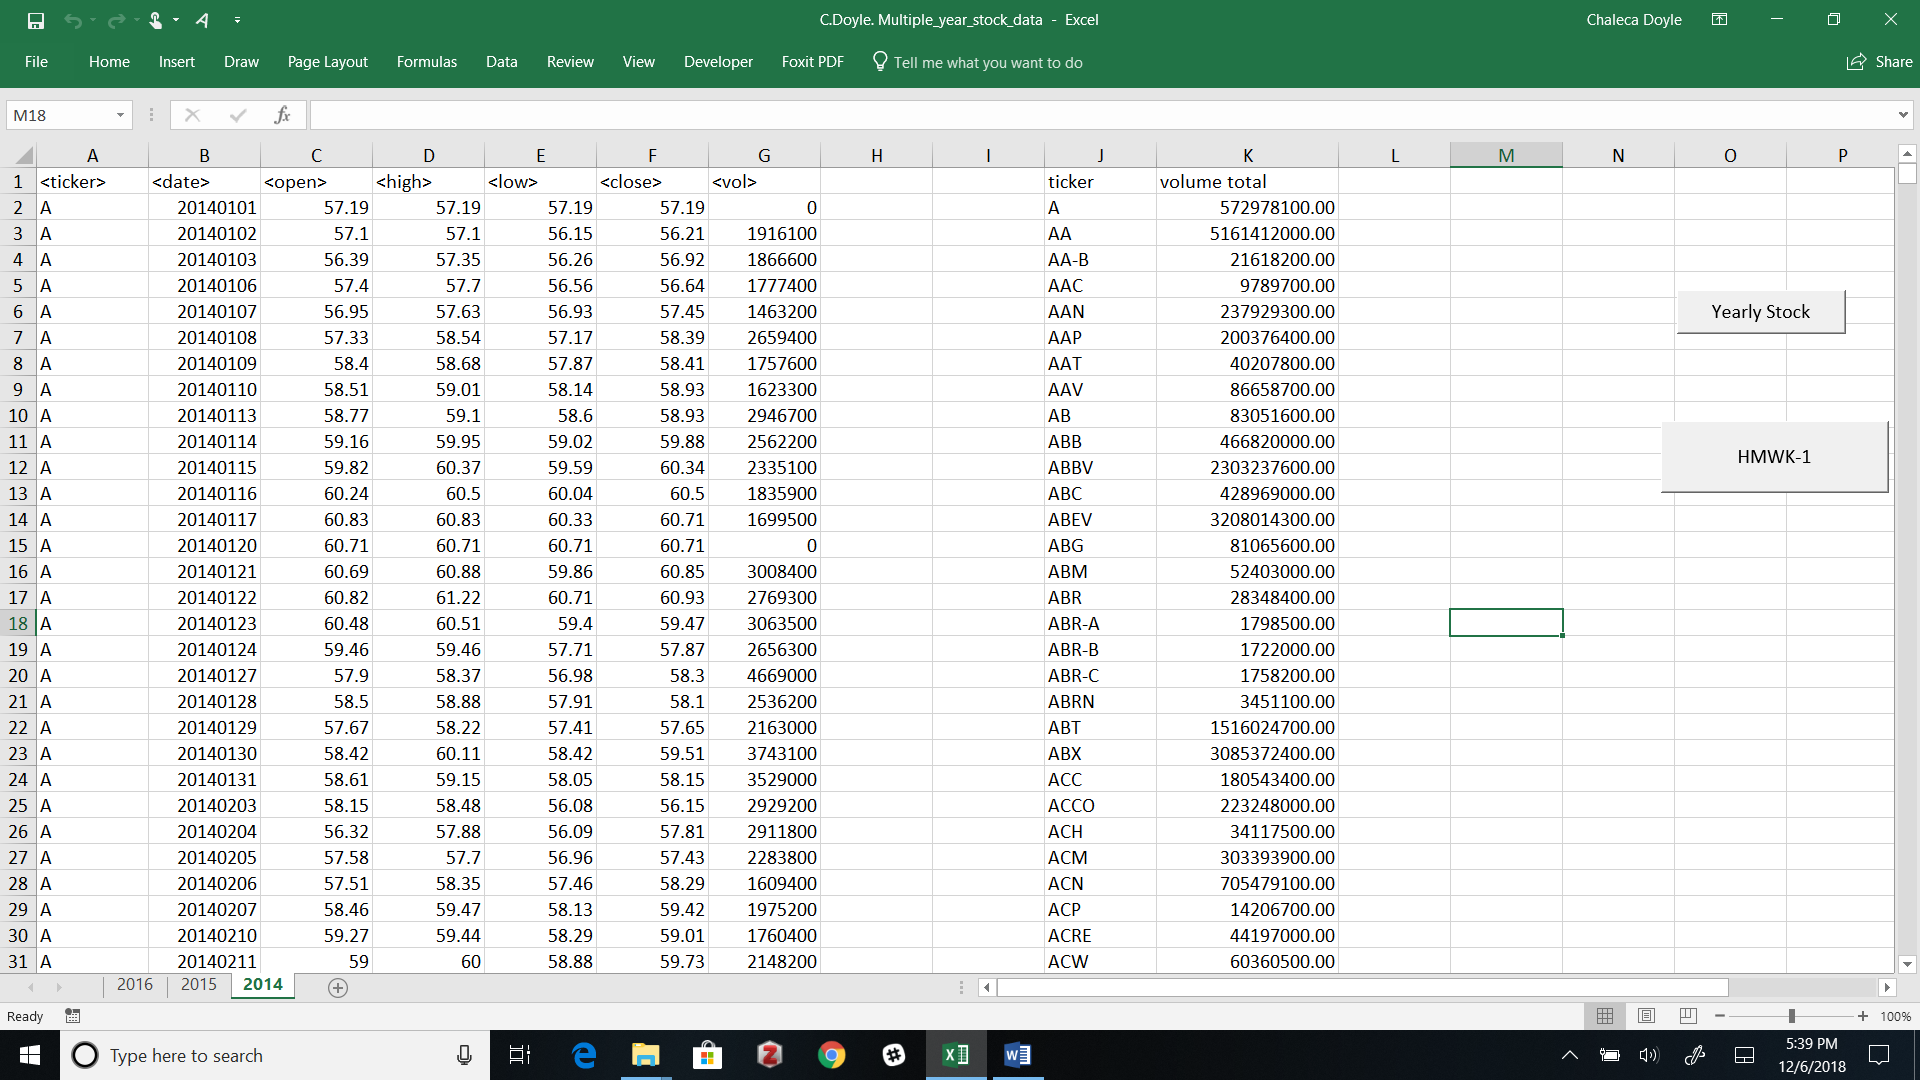 C.Doyle. Multiple_year_stock_data - Excel
Chaleca Doyle
File Home Insert Draw Page Layout Formulas Data Review View Developer Foxit PDF Tell me what you want to do Share
M18 fx
A B C D E F G H I J K L M N O P
1 <ticker> <date> <open> <high> <low> <close> <vol> ticker volume total
2 A 20140101 57.19 57.19 57.19 57.19 0 A 572978100.00
3 A 20140102 57.1 57.1 56.15 56.21 1916100 AA 5161412000.00
4 A 20140103 56.39 57.35 56.26 56.92 1866600 AA-B 21618200.00
5 A 20140106 57.4 57.7 56.56 56.64 1777400 AAC 9789700.00
6 A 20140107 56.95 57.63 56.93 57.45 1463200 AAN 237929300.00
Yearly Stock
7 A 20140108 57.33 58.54 57.17 58.39 2659400 AAP 200376400.00
8 A 20140109 58.4 58.68 57.87 58.41 1757600 AAT 40207800.00
9 A 20140110 58.51 59.01 58.14 58.93 1623300 AAV 86658700.00
10 A 20140113 58.77 59.1 58.6 58.93 2946700 AB 83051600.00
11 A 20140114 59.16 59.95 59.02 59.88 2562200 ABB 466820000.00
HMWK-1
12 A 20140115 59.82 60.37 59.59 60.34 2335100 ABBV 2303237600.00
13 A 20140116 60.24 60.5 60.04 60.5 1835900 ABC 428969000.00
14 A 20140117 60.83 60.83 60.33 60.71 1699500 ABEV 3208014300.00
15 A 20140120 60.71 60.71 60.71 60.71 0 ABG 81065600.00
16 A 20140121 60.69 60.88 59.86 60.85 3008400 ABM 52403000.00
17 A 20140122 60.82 61.22 60.71 60.93 2769300 ABR 28348400.00
18 A 20140123 60.48 60.51 59.4 59.47 3063500 ABR-A 1798500.00
19 A 20140124 59.46 59.46 57.71 57.87 2656300 ABR-B 1722000.00
20 A 20140127 57.9 58.37 56.98 58.3 4669000 ABR-C 1758200.00
21 A 20140128 58.5 58.88 57.91 58.1 2536200 ABRN 3451100.00
22 A 20140129 57.67 58.22 57.41 57.65 2163000 ABT 1516024700.00
23 A 20140130 58.42 60.11 58.42 59.51 3743100 ABX 3085372400.00
24 A 20140131 58.61 59.15 58.05 58.15 3529000 ACC 180543400.00
25 A 20140203 58.15 58.48 56.08 56.15 2929200 ACCO 223248000.00
26 A 20140204 56.32 57.88 56.09 57.81 2911800 ACH 34117500.00
27 A 20140205 57.58 57.7 56.96 57.43 2283800 ACM 303393900.00
28 A 20140206 57.51 58.35 57.46 58.29 1609400 ACN 705479100.00
29 A 20140207 58.46 59.47 58.13 59.42 1975200 ACP 14206700.00
30 A 20140210 59.27 59.44 58.29 59.01 1760400 ACRE 44197000.00
31 A 20140211 59 60 58.88 59.73 2148200 ACW 60360500.00
2016 2015 2014
Ready 100%
Type here to search
5:39 PM
12/6/2018